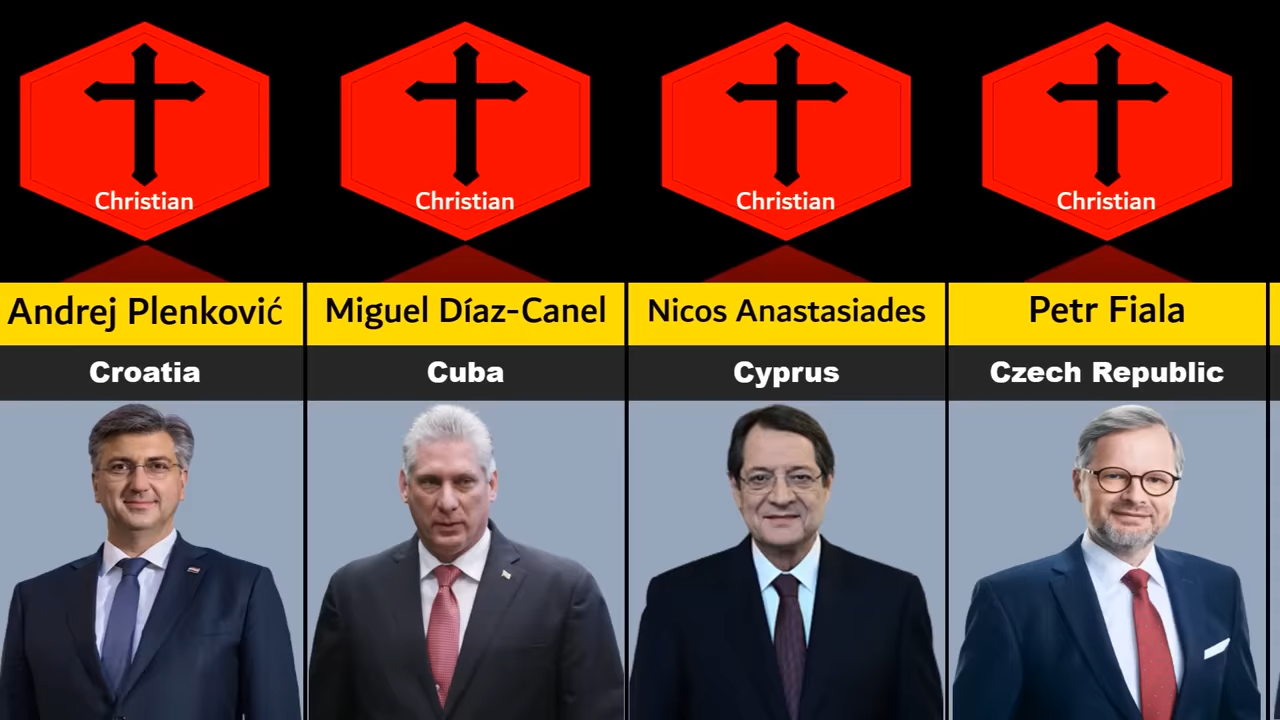 Christian
Christian
Christian
Christian
Andrej Plenković
Miguel Díaz-Canel
Nicos Anastasiades
Petr Fiala
Croatia
Cuba
Cyprus
Czech Republic